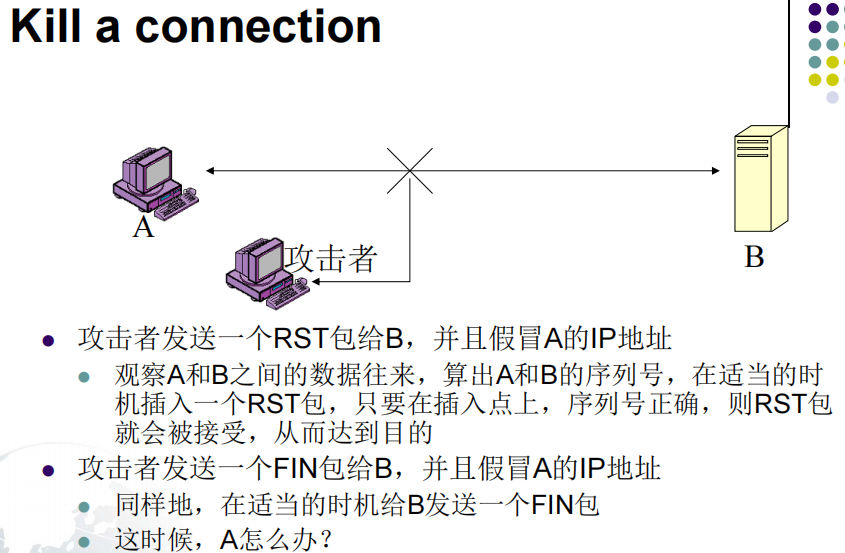 Kill a connection
A
攻击者
B
攻击者发送一个RST包给B，并且假冒A的IP地址
观察A和B之间的数据往来，算出A和B的序列号，在适当的时
机插入一个RST包，只要在插入点上，序列号正确，则RST包
就会被接受，从而达到目的
攻击者发送一个FIN包给B，并且假冒A的IP地址
同样地，在适当的时机给B发送一个FIN包
这时候，A怎么办？